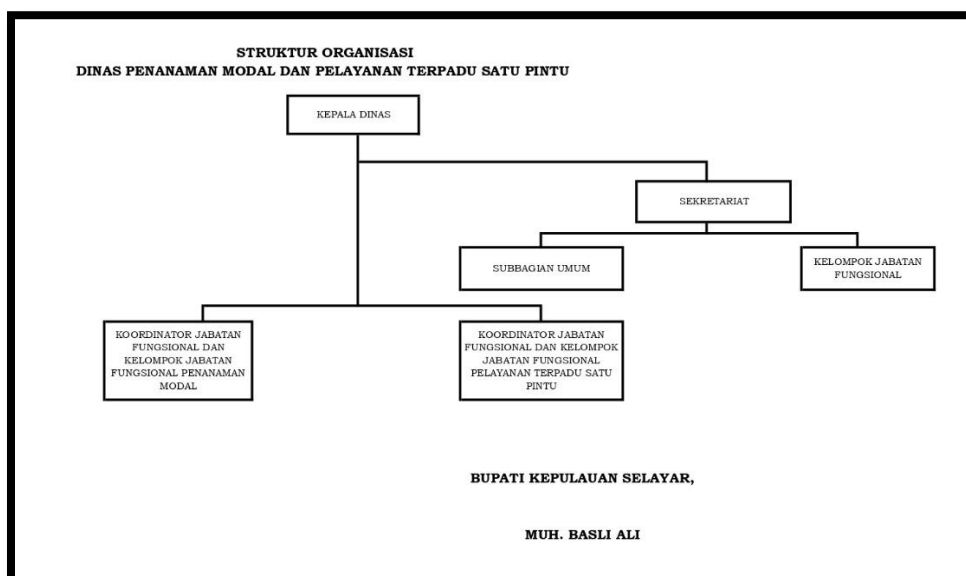 STRUKTUR ORGANISASI
DINAS PENANAMAN MODAL DAN PELAYANAN TERPADU SATU PINTU
KEPALA DINAS
SEKRETARIAT
SUBBAGIAN UMUM
KELOMPOK JABATAN
FUNGSIONAL
KOORDINATOR JABATAN
FUNGSIONAL DAN
KELOMPOK JABATAN
FUNGSIONAL PENANAMAN
MODAL
KOORDINATOR JABATAN
FUNGSIONAL DAN KELOMPOK
JABATAN FUNGSIONAL
PELAYANAN TERPADU SATU
PINTU
BUPATI KEPULAUAN SELAYAR,
MUH. BASLI ALI